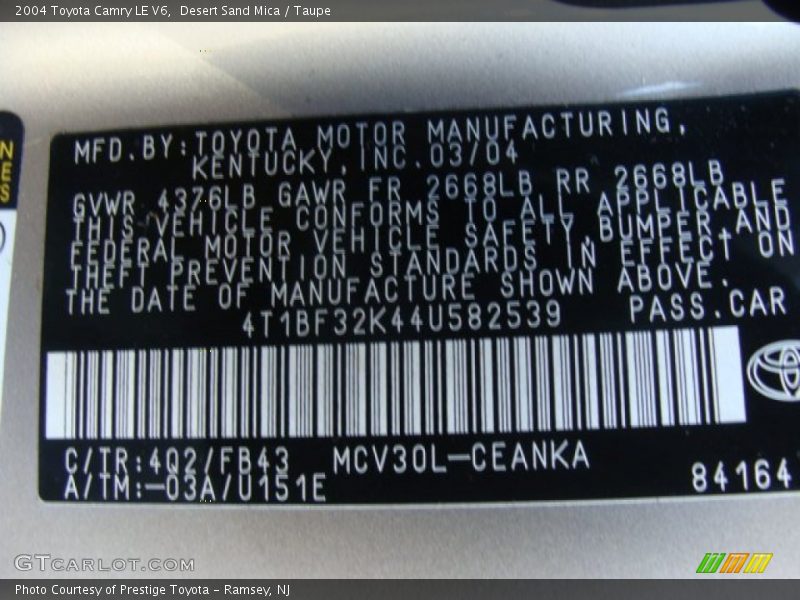 2004 Toyota Camry LE V6,  Desert Sand Mica / Taupe
NES
MFD.BY:TOYOTA MOTOR MANUFACTURING,
KENTUCKY,INC.03/04
GVWR 4376LB GAWR FR 2668LB RR 2668LB
THIS VEHICLE CONFORMS TO ALL APPLICABLE
FEDERAL MOTOR VEHICLE SAFETY,BUMPER,AND
THEFT PREVENTION STANDARDS IN EFFECT ON
THE DATE OF MANUFACTURE SHOWN ABOVE.
4T1BF32K44U582539 PASS.CAR
C/TR:4Q2/FB43 MCV30L-CEANKA
A/TM:-03A/U151E 84164
GTCARLOT.COM
Photo Courtesy of Prestige Toyota – Ramsey, NJ